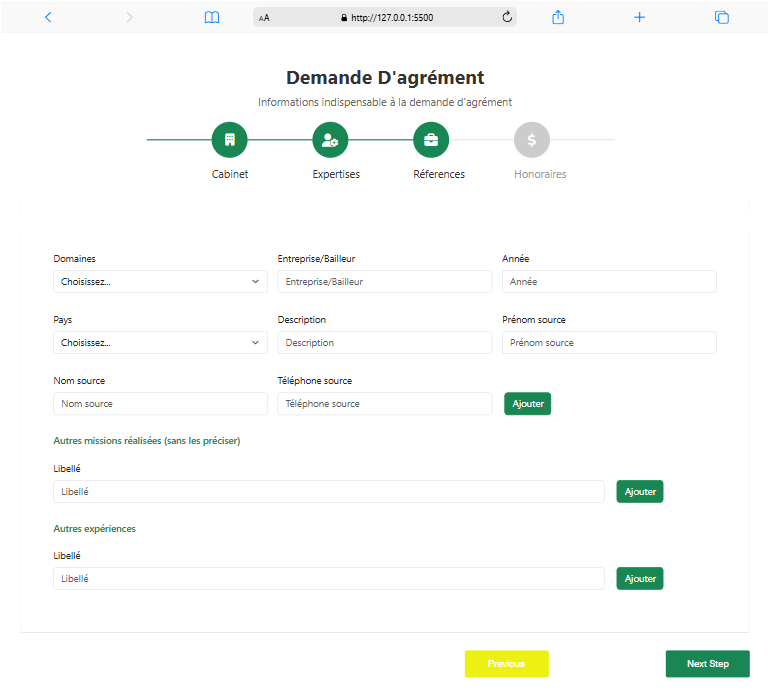 AA http://127.0.0.1:5500
Demande D'agrément
Informations indispensable à la demande d'agrément
$
Cabinet Expertises Réferences Honoraires
Domaines Entreprise/Bailleur Année
Choisissez... Entreprise/Bailleur Année
Pays Description Prénom source
Choisissez... Description Prénom source
Nom source Téléphone source
Nom source Téléphone source Ajouter
Autres missions réalisées (sans les préciser)
Libellé
Libellé Ajouter
Autres expériences
Libellé
Libellé Ajouter
Previous Next Step